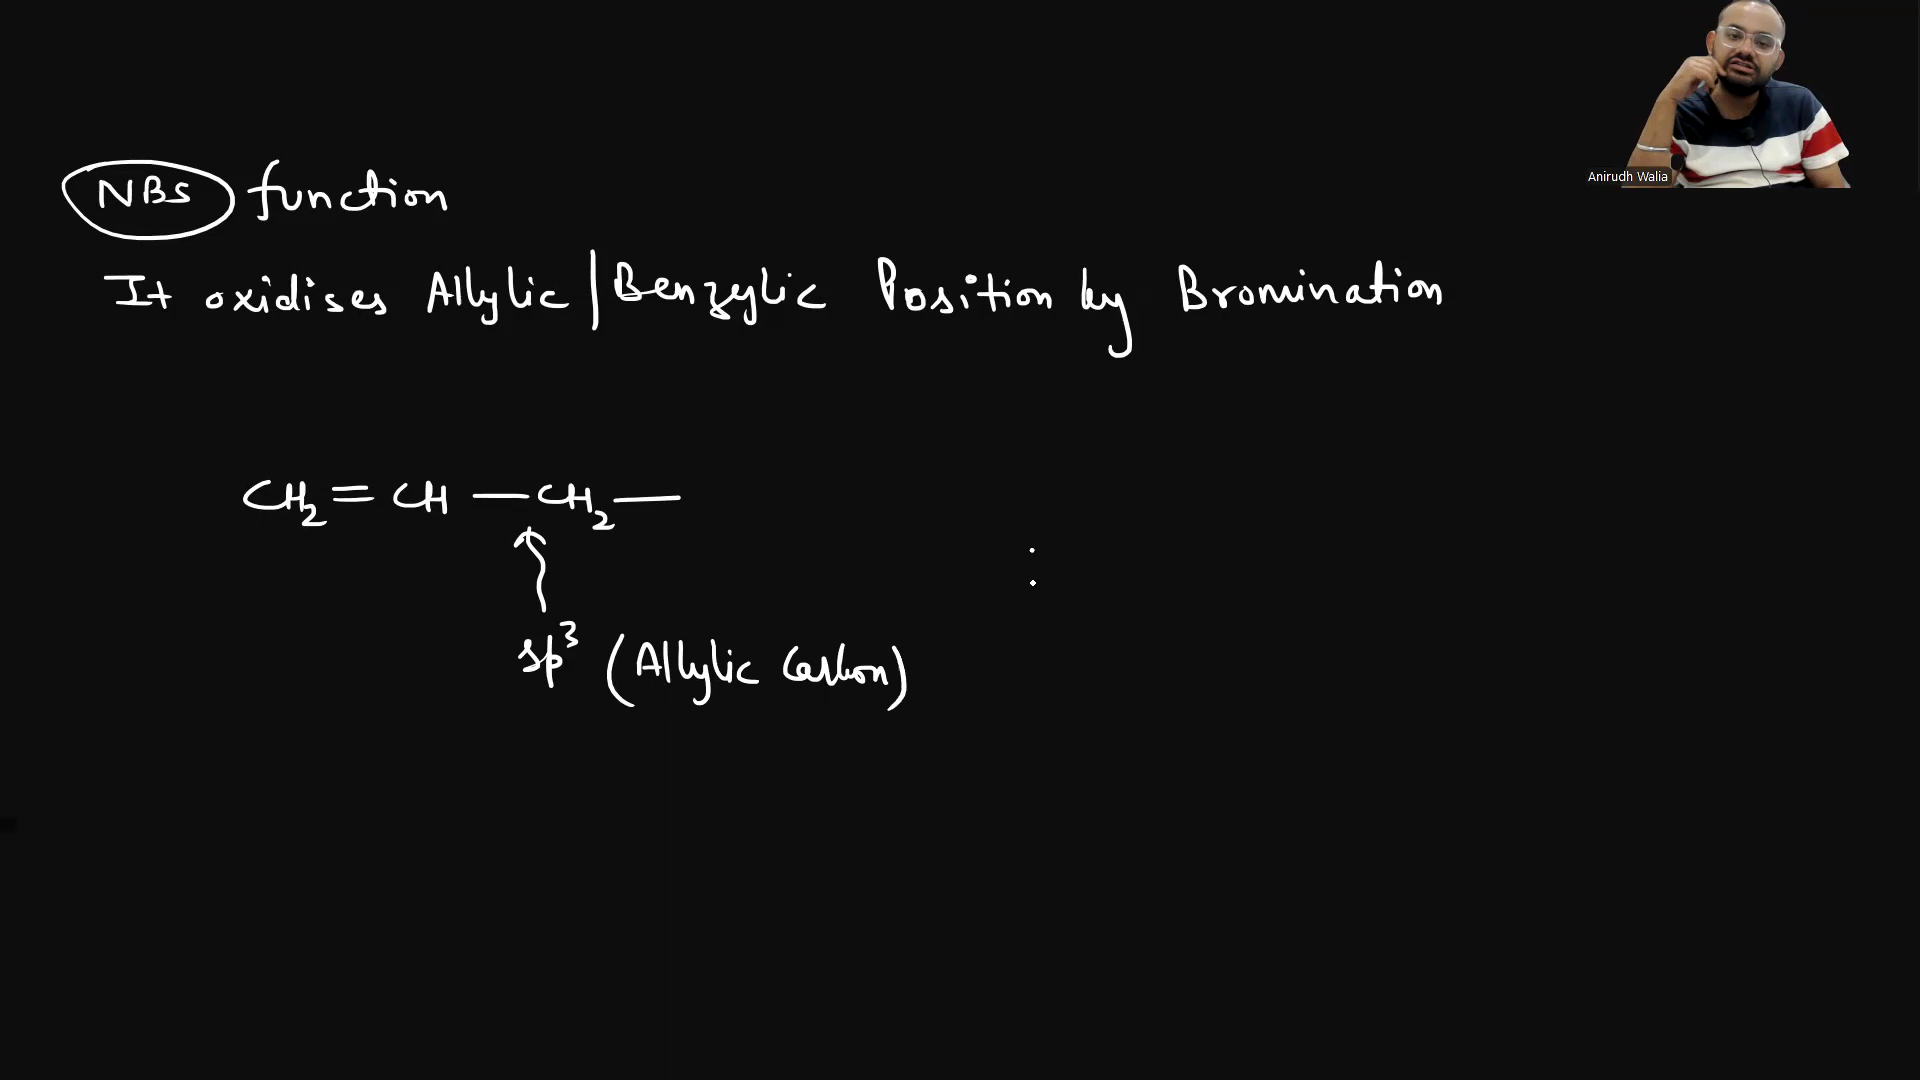 Anirudh Walia
NBS function
It oxidises Allylic | Benzylic Position by Bromination
CH₂ = CH — CH₂ —
sp³ (Allylic Carbon)